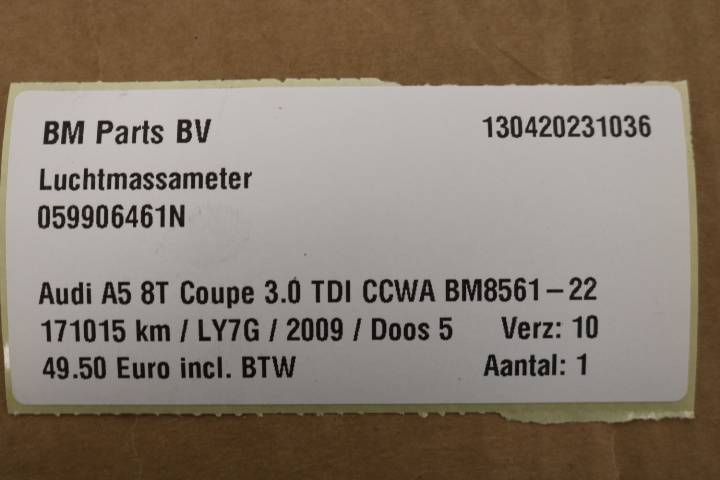 BM Parts BV 130420231036
Luchtmassameter
059906461N
Audi A5 8T Coupe 3.0 TDI CCWA BM8561-22
171015 km / LY7G / 2009 / Doos 5 Verz: 10
49.50 Euro incl. BTW Aantal: 1